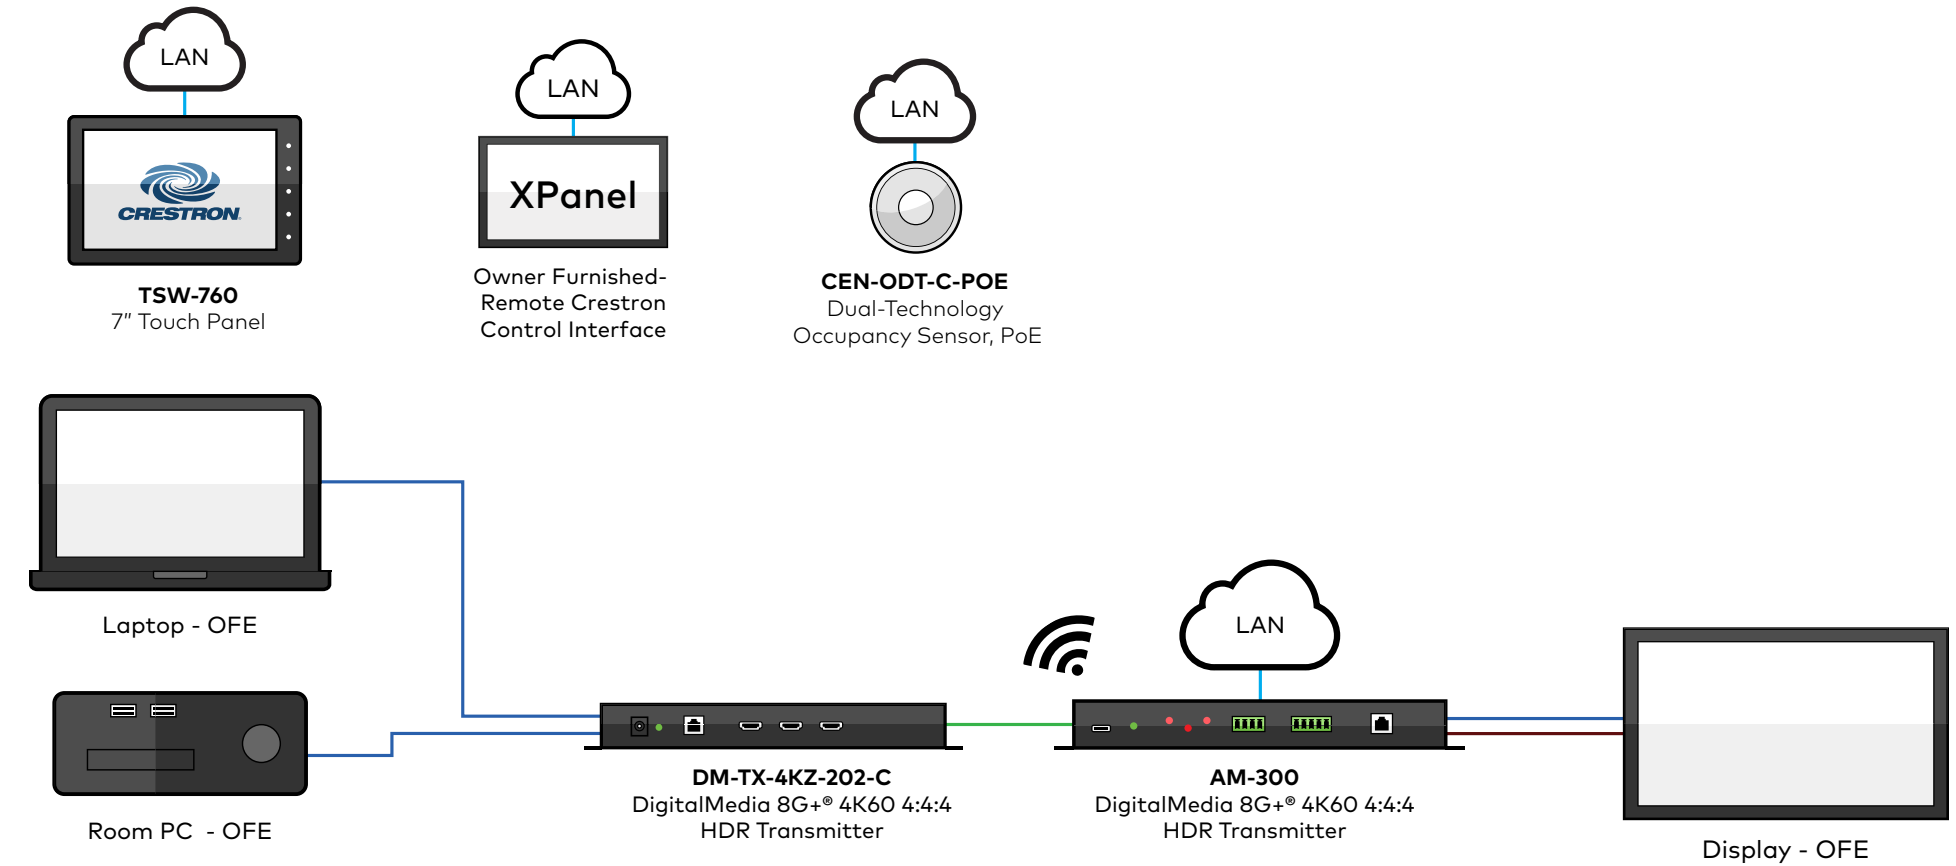 LAN
CRESTRON
TSW-760
7" Touch Panel
LAN
XPanel
Owner Furnished-
Remote Crestron
Control Interface
LAN
CEN-ODT-C-POE
Dual-Technology
Occupancy Sensor, PoE
Laptop - OFE
Room PC - OFE
DM-TX-4KZ-202-C
DigitalMedia 8G+® 4K60 4:4:4
HDR Transmitter
LAN
AM-300
DigitalMedia 8G+® 4K60 4:4:4
HDR Transmitter
Display - OFE